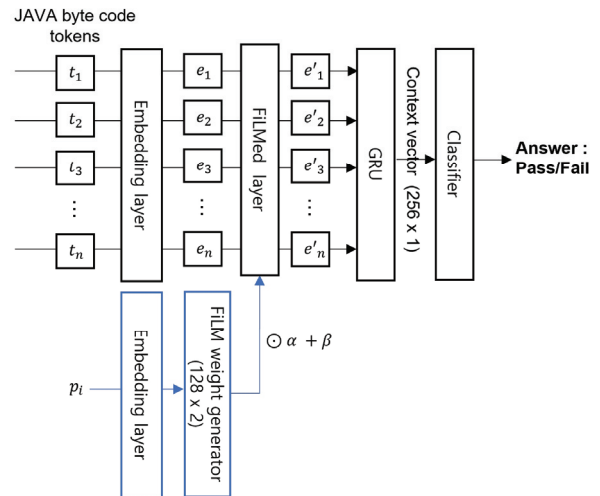 JAVA byte code
tokens
t₁
t₂
t₃
⋮
tₙ
Embedding layer
e₁
e₂
e₃
⋮
eₙ
FiLMed layer
e'₁
e'₂
e'₃
⋮
e'ₙ
GRU
Context vector (256 x 1)
Classifier
Answer :
Pass/Fail
pᵢ
Embedding layer
FiLM weight generator
(128 x 2)
⊙ α + β